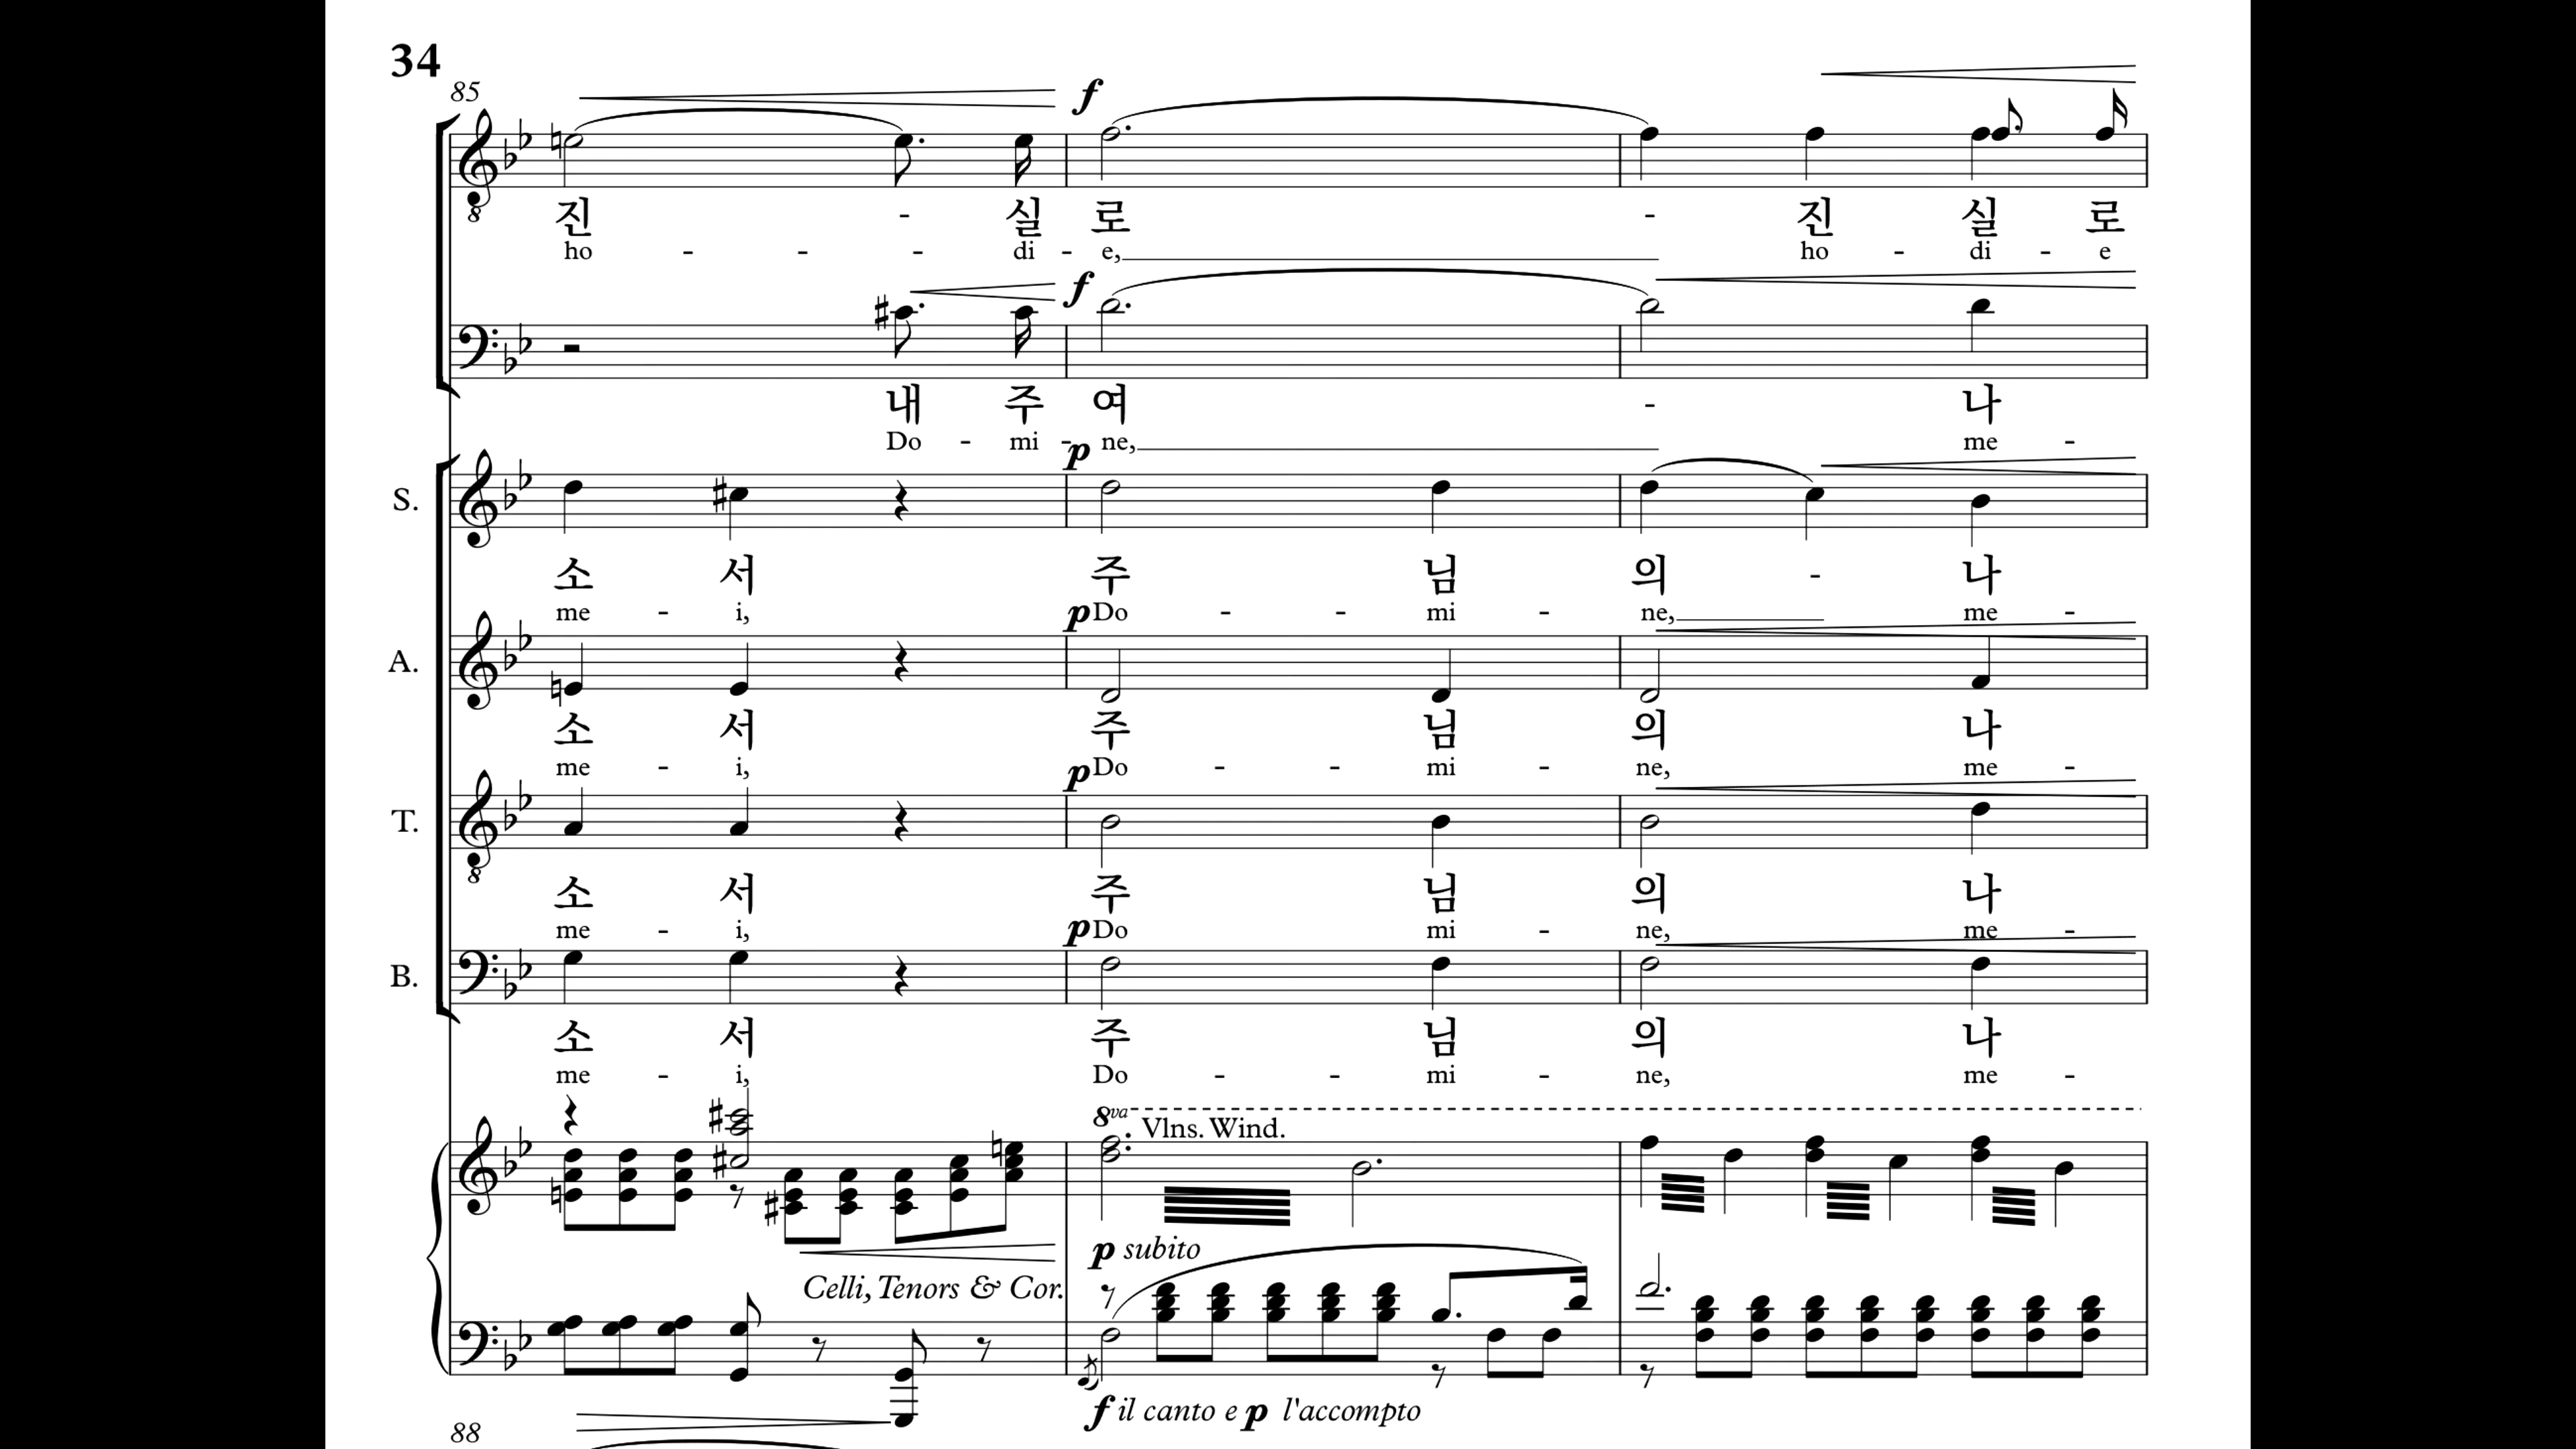 34
85
f
진 - 실 로 - 진 실 로
ho - - - di - e, ho - di - e
f
내 주 여 - 나
Do - mi - ne, me -
p
S.
소 서 주 님 의 - 나
me - i, Do - - mi - ne, me -
p
A.
소 서 주 님 의 나
me - i, Do - - mi - ne, me -
p
T.
소 서 주 님 의 나
me - i, Do mi - ne, me -
p
B.
소 서 주 님 의 나
me - i, Do - - mi - ne, me -
8va
Vlns. Wind.
p subito
Celli, Tenors & Cor.
f il canto e p l'accompto
88